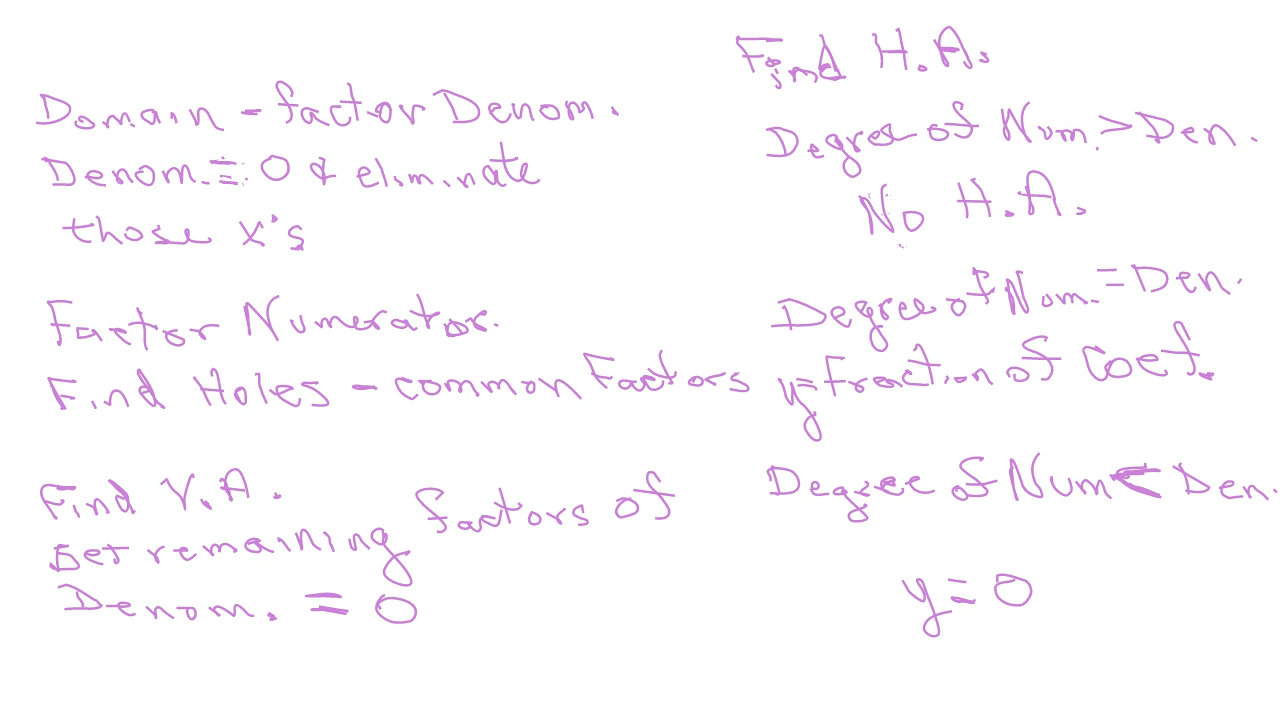 Domain - factor Denom.
Denom. = 0 & eliminate
those x's
Factor Numerator.
Find Holes - common Factors
Find V.A.
Set remaining factors of
Denom. = 0
Find H.A.
Degree of Num. > Den.
No H.A.
Degree of Num. = Den.
y = Fraction of Coef.
Degree of Num < Den.
y = 0